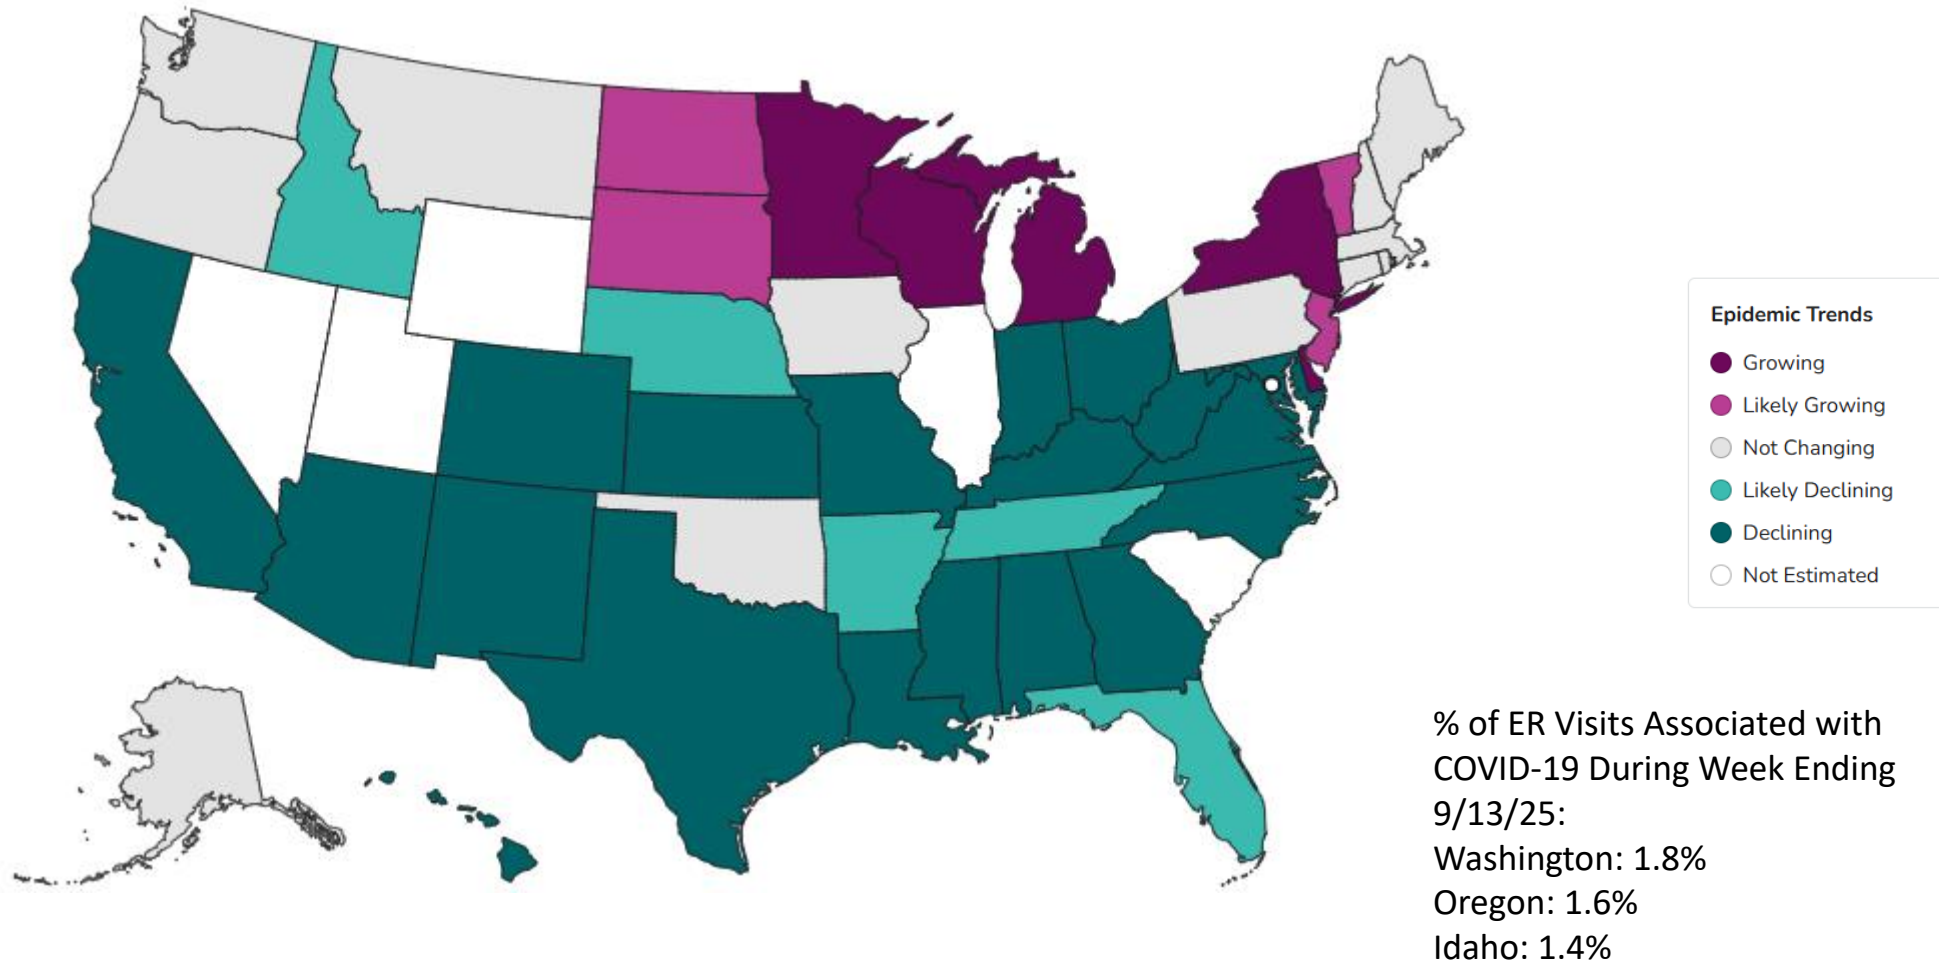 Epidemic Trends
Growing
Likely Growing
Not Changing
Likely Declining
Declining
Not Estimated
% of ER Visits Associated with
COVID-19 During Week Ending
9/13/25:
Washington: 1.8%
Oregon: 1.6%
Idaho: 1.4%